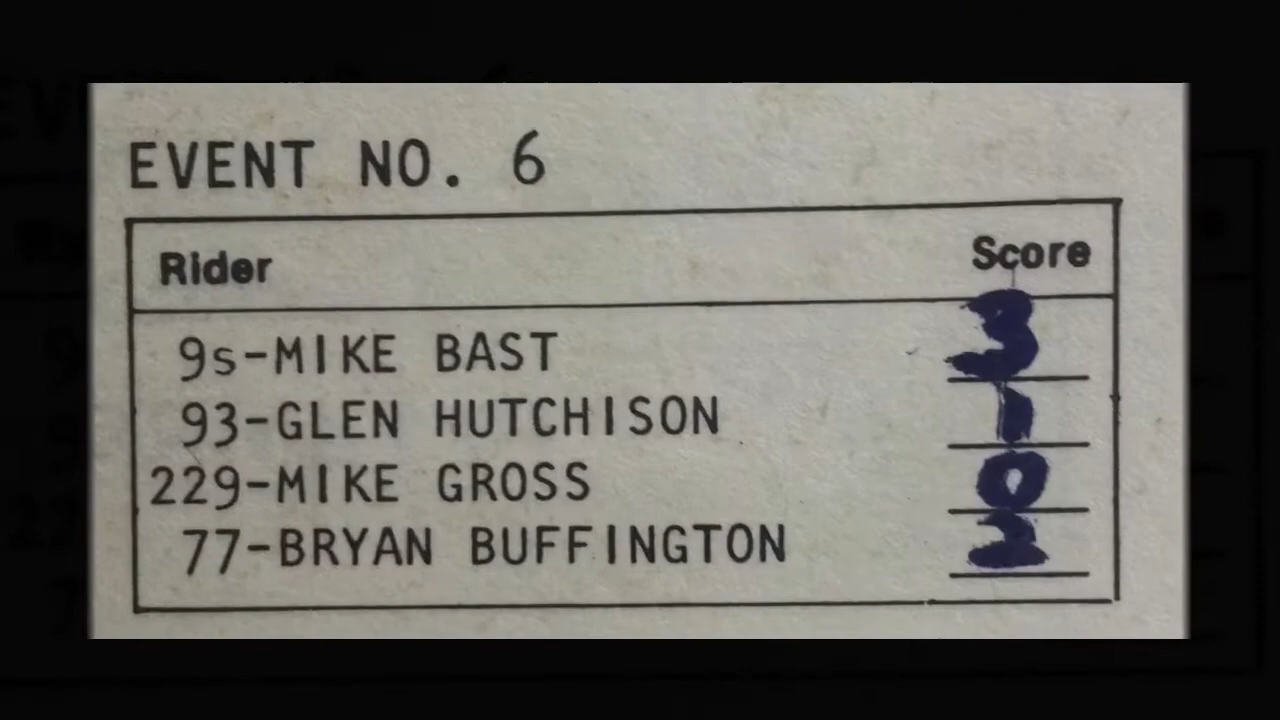 EVENT NO. 6
Rider Score
9s-MIKE BAST 3
93-GLEN HUTCHISON 1
229-MIKE GROSS 0
77-BRYAN BUFFINGTON 2